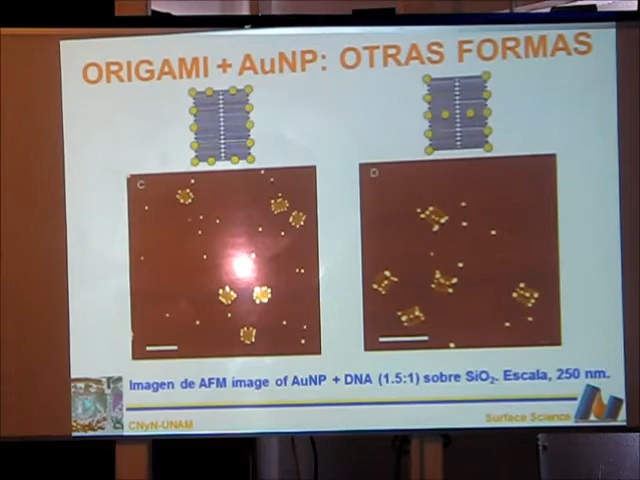 ORIGAMI + AuNP: OTRAS FORMAS
C
D
Imagen de AFM image of AuNP + DNA (1.5:1) sobre SiO₂. Escala, 250 nm.
CNyN-UNAM
Surface Science